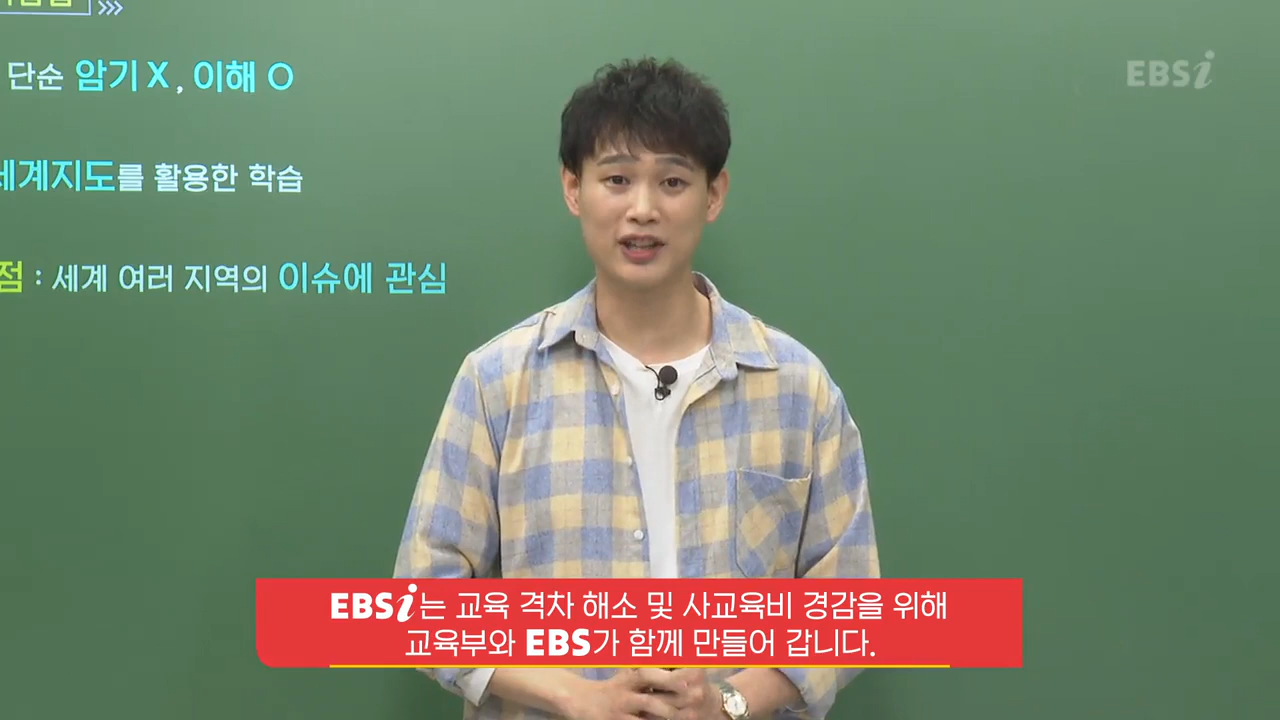 단순 암기 X, 이해 O
EBSi
세계지도를 활용한 학습
점 : 세계 여러 지역의 이슈에 관심
EBSi는 교육 격차 해소 및 사교육비 경감을 위해
교육부와 EBS가 함께 만들어 갑니다.